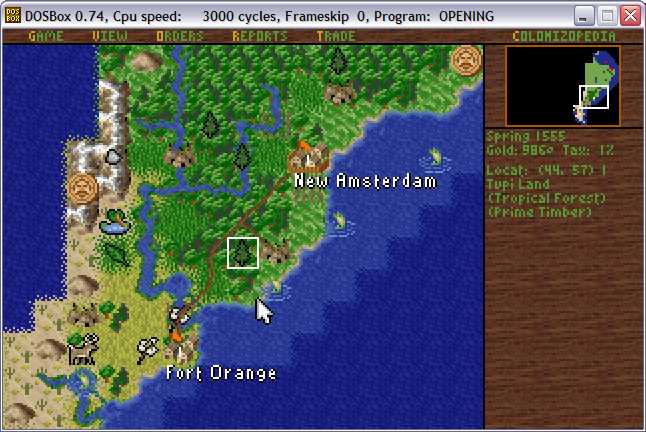 DOSBox 0.74, Cpu speed: 3000 cycles, Frameskip 0, Program: OPENING
GAME VIEW ORDERS REPORTS TRADE COLONIZOPEDIA
Spring 1555
Gold: 986 Tax: 1%
Locat: (44, 57) 1
Tupi Land
(Tropical Forest)
(Prime Timber)
New Amsterdam
Fort Orange